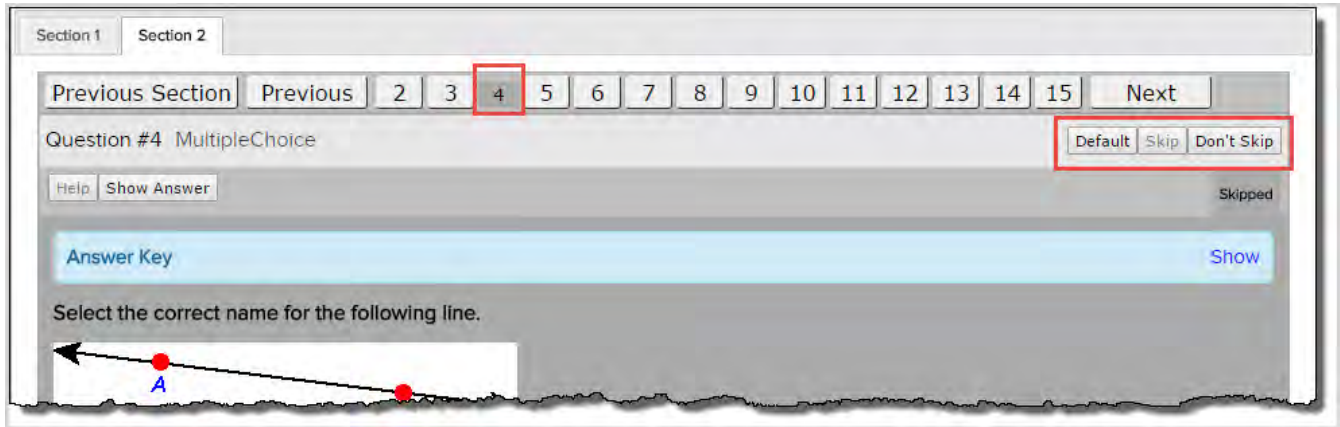 Section 1 Section 2
Previous Section Previous 2 3 4 5 6 7 8 9 10 11 12 13 14 15 Next
Question #4 MultipleChoice Default Skip Don't Skip
Help Show Answer Skipped
Answer Key Show
Select the correct name for the following line.
A